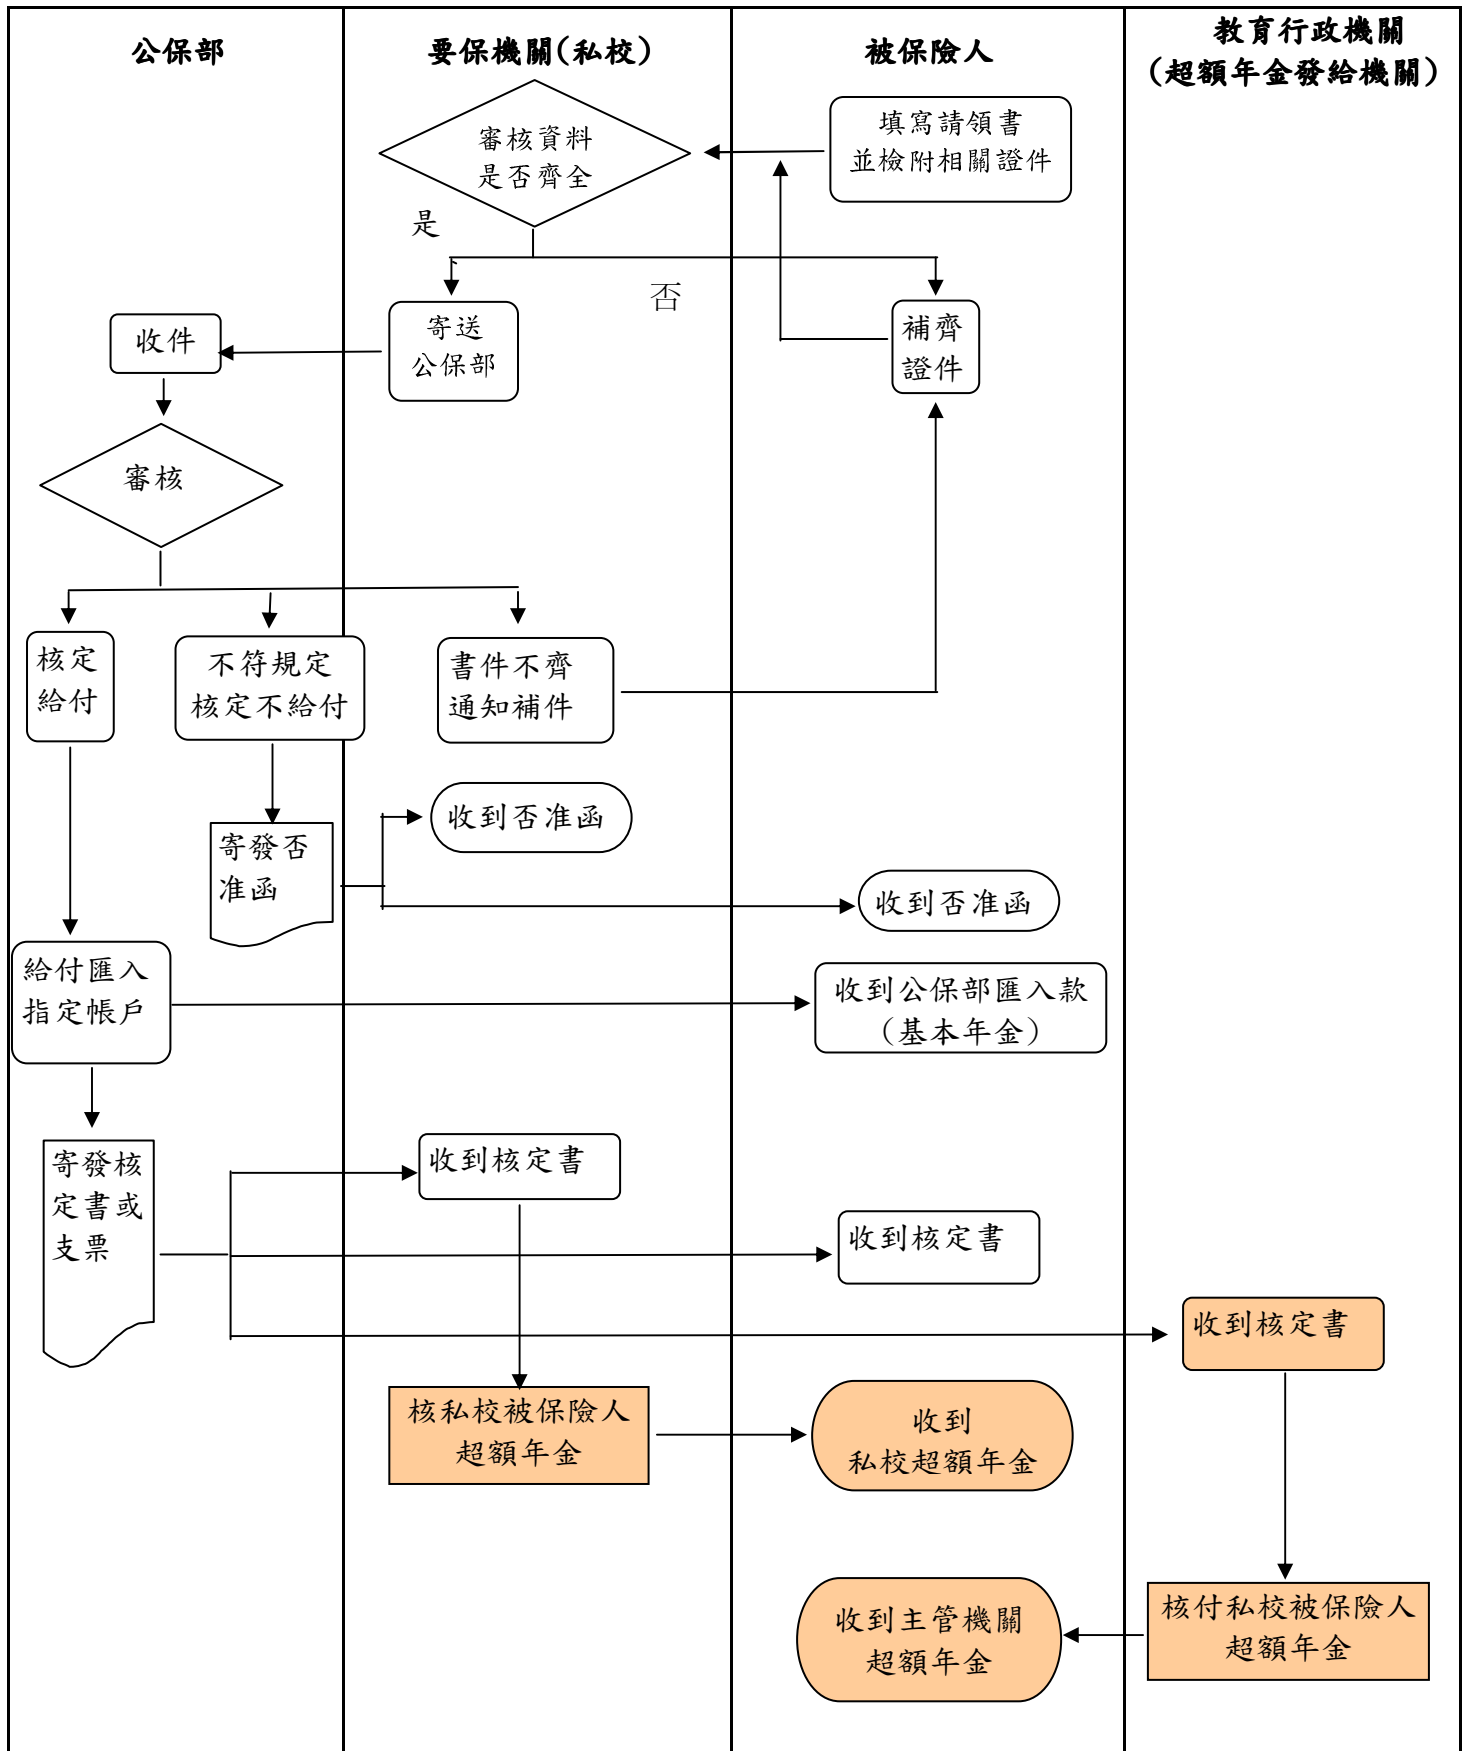 公保部
要保機關(私校)
被保險人
教育行政機關
(超額年金發給機關)
審核資料
是否齊全
填寫請領書
並檢附相關證件
是
否
收件
寄送
公保部
補齊
證件
審核
核定
給付
不符規定
核定不給付
書件不齊
通知補件
收到否准函
寄發否
准函
收到否准函
給付匯入
指定帳戶
收到公保部匯入款
（基本年金）
寄發核
定書或
支票
收到核定書
收到核定書
收到核定書
核私校被保險人
超額年金
收到
私校超額年金
收到主管機關
超額年金
核付私校被保險人
超額年金